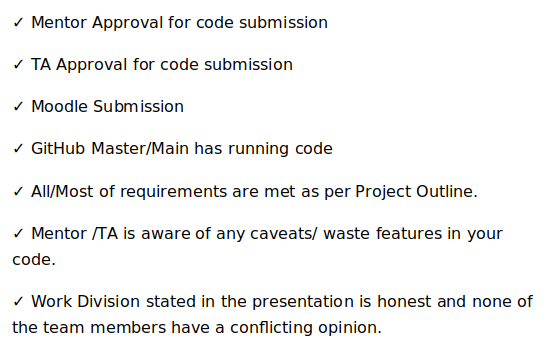 ✓ Mentor Approval for code submission
✓ TA Approval for code submission
✓ Moodle Submission
✓ GitHub Master/Main has running code
✓ All/Most of requirements are met as per Project Outline.
✓ Mentor /TA is aware of any caveats/ waste features in your
code.
✓ Work Division stated in the presentation is honest and none of
the team members have a conflicting opinion.